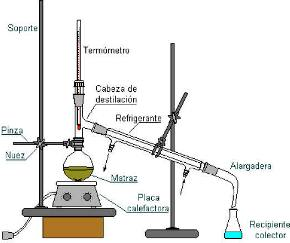 Soporte
Termómetro
Cabeza de
destilación
Refrigerante
Pinza
Nuez
Matraz
Alargadera
Placa
calefactora
Recipiente
colector